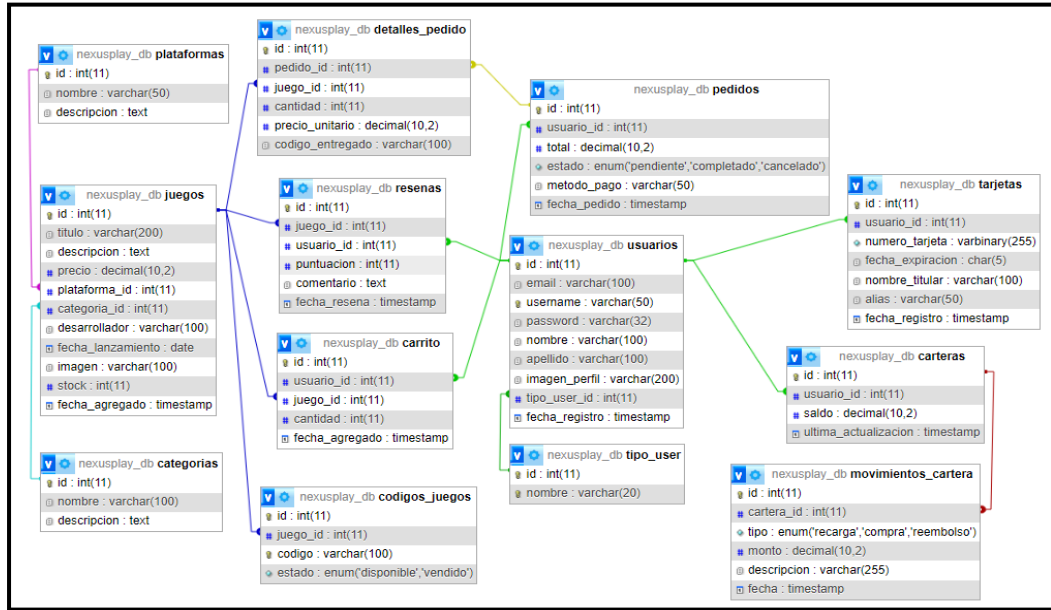 nexusplay_db plataformas
id : int(11)
nombre : varchar(50)
descripcion : text
nexusplay_db detalles_pedido
id : int(11)
pedido_id : int(11)
juego_id : int(11)
cantidad : int(11)
precio_unitario : decimal(10,2)
codigo_entregado : varchar(100)
nexusplay_db pedidos
id : int(11)
usuario_id : int(11)
total : decimal(10,2)
estado : enum('pendiente','completado','cancelado')
metodo_pago : varchar(50)
fecha_pedido : timestamp
nexusplay_db juegos
id : int(11)
titulo : varchar(200)
descripcion : text
precio : decimal(10,2)
plataforma_id : int(11)
categoria_id : int(11)
desarrollador : varchar(100)
fecha_lanzamiento : date
imagen : varchar(100)
stock : int(11)
fecha_agregado : timestamp
nexusplay_db resenas
id : int(11)
juego_id : int(11)
usuario_id : int(11)
puntuacion : int(11)
comentario : text
fecha_resena : timestamp
nexusplay_db usuarios
id : int(11)
email : varchar(100)
username : varchar(50)
password : varchar(32)
nombre : varchar(100)
apellido : varchar(100)
imagen_perfil : varchar(200)
tipo_user_id : int(11)
fecha_registro : timestamp
nexusplay_db tarjetas
id : int(11)
usuario_id : int(11)
numero_tarjeta : varbinary(255)
fecha_expiracion : char(5)
nombre_titular : varchar(100)
alias : varchar(50)
fecha_registro : timestamp
nexusplay_db carrito
id : int(11)
usuario_id : int(11)
juego_id : int(11)
cantidad : int(11)
fecha_agregado : timestamp
nexusplay_db carteras
id : int(11)
usuario_id : int(11)
saldo : decimal(10,2)
ultima_actualizacion : timestamp
nexusplay_db categorias
id : int(11)
nombre : varchar(100)
descripcion : text
nexusplay_db tipo_user
id : int(11)
nombre : varchar(20)
nexusplay_db codigos_juegos
id : int(11)
juego_id : int(11)
codigo : varchar(100)
estado : enum('disponible','vendido')
nexusplay_db movimientos_cartera
id : int(11)
cartera_id : int(11)
tipo : enum('recarga','compra','reembolso')
monto : decimal(10,2)
descripcion : varchar(255)
fecha : timestamp